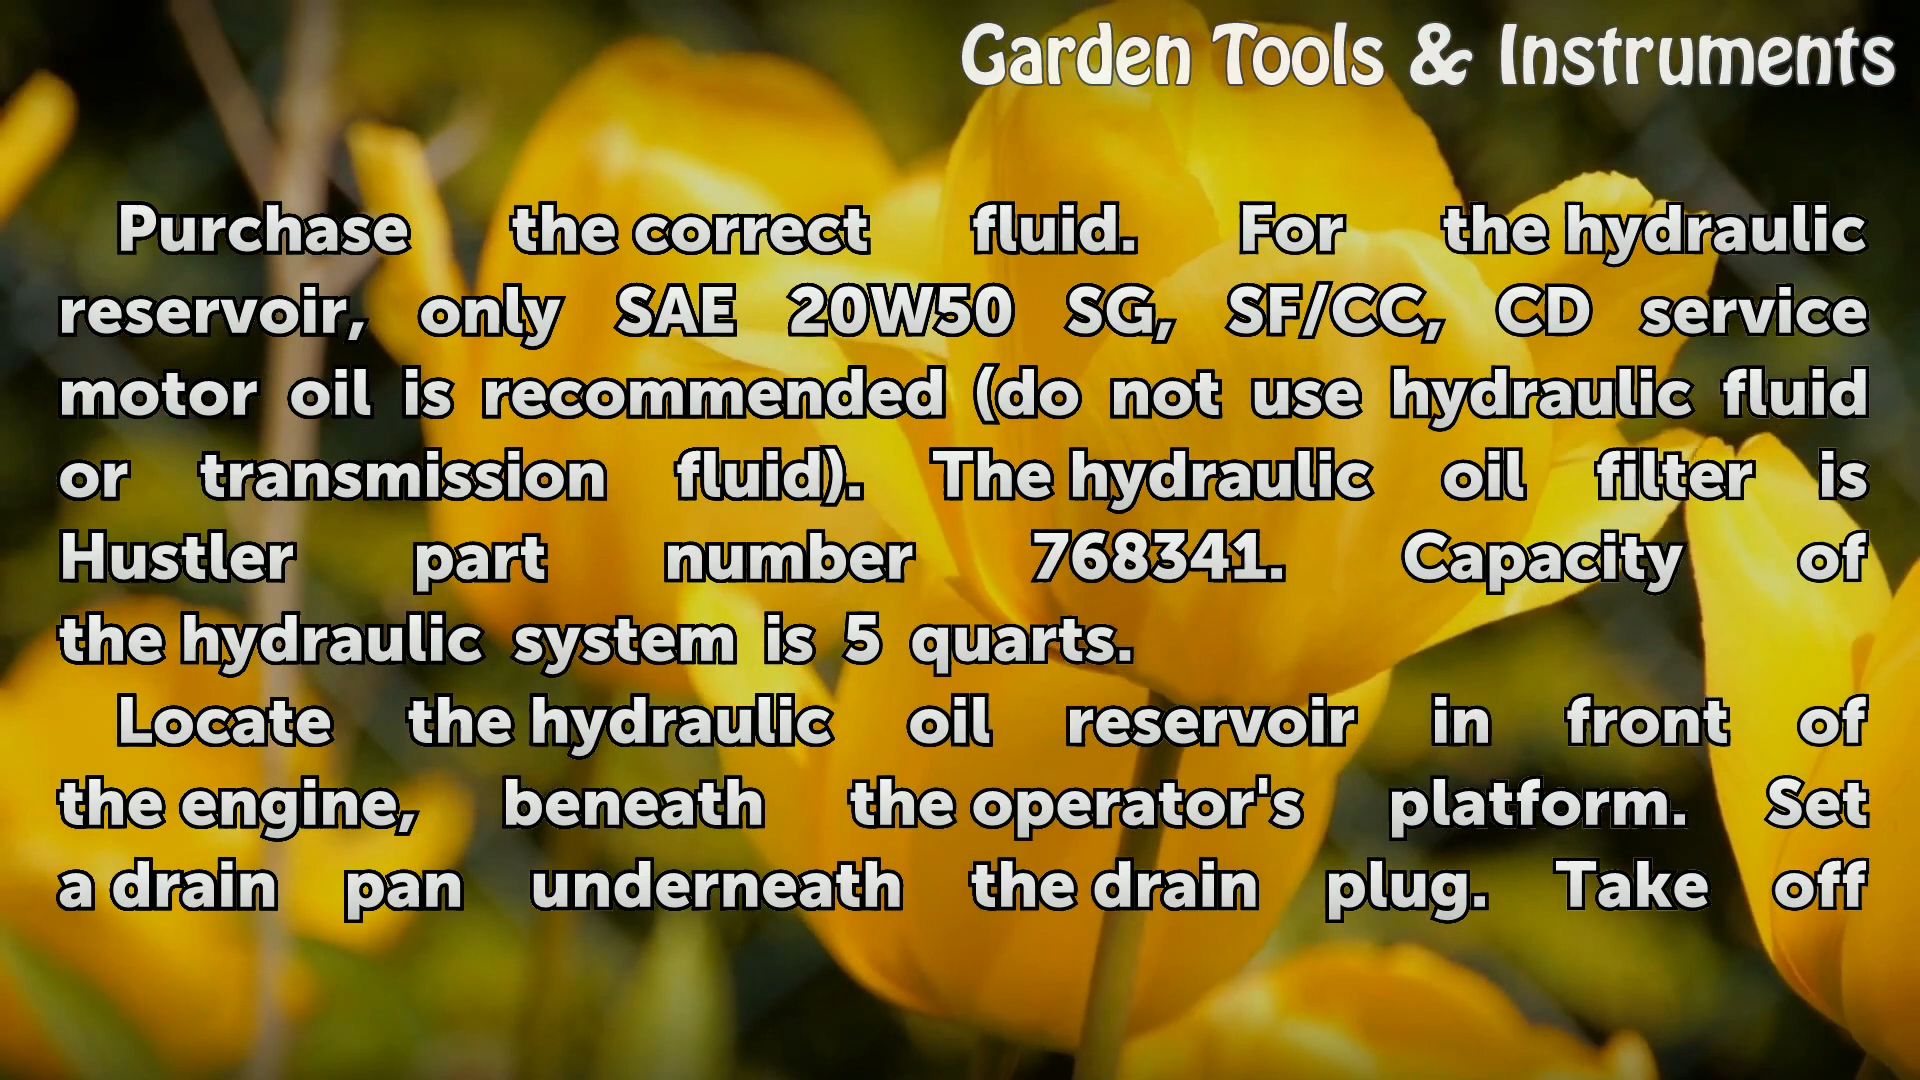 Garden Tools & Instruments
Purchase the correct fluid. For the hydraulic
reservoir, only SAE 20W50 SG, SF/CC, CD service
motor oil is recommended (do not use hydraulic fluid
or transmission fluid). The hydraulic oil filter is
Hustler part number 768341. Capacity of
the hydraulic system is 5 quarts.
Locate the hydraulic oil reservoir in front of
the engine, beneath the operator's platform. Set
a drain pan underneath the drain plug. Take off